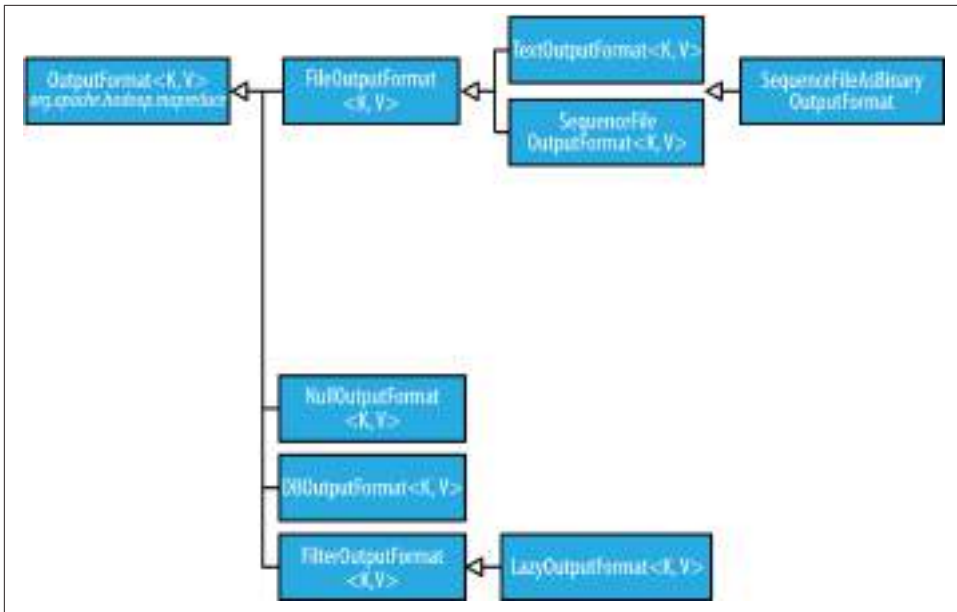 OutputFormat<K, V>
org.apache.hadoop.mapreduce
FileOutputFormat
<K, V>
TextOutputFormat<K, V>
SequenceFile
OutputFormat<K, V>
SequenceFileAsBinary
OutputFormat
NullOutputFormat
<K, V>
DBOutputFormat<K, V>
FilterOutputFormat
<K,V>
LazyOutputFormat<K, V>